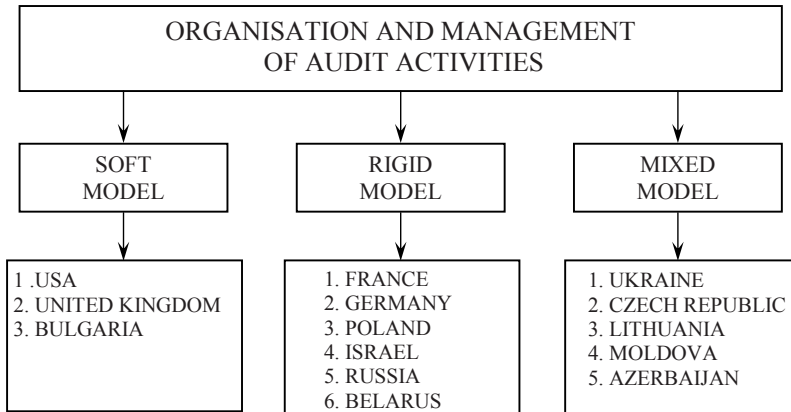 ORGANISATION AND MANAGEMENT
OF AUDIT ACTIVITIES
SOFT
MODEL
RIGID
MODEL
MIXED
MODEL
1 .USA
2. UNITED KINGDOM
3. BULGARIA
1. FRANCE
2. GERMANY
3. POLAND
4. ISRAEL
5. RUSSIA
6. BELARUS
1. UKRAINE
2. CZECH REPUBLIC
3. LITHUANIA
4. MOLDOVA
5. AZERBAIJAN